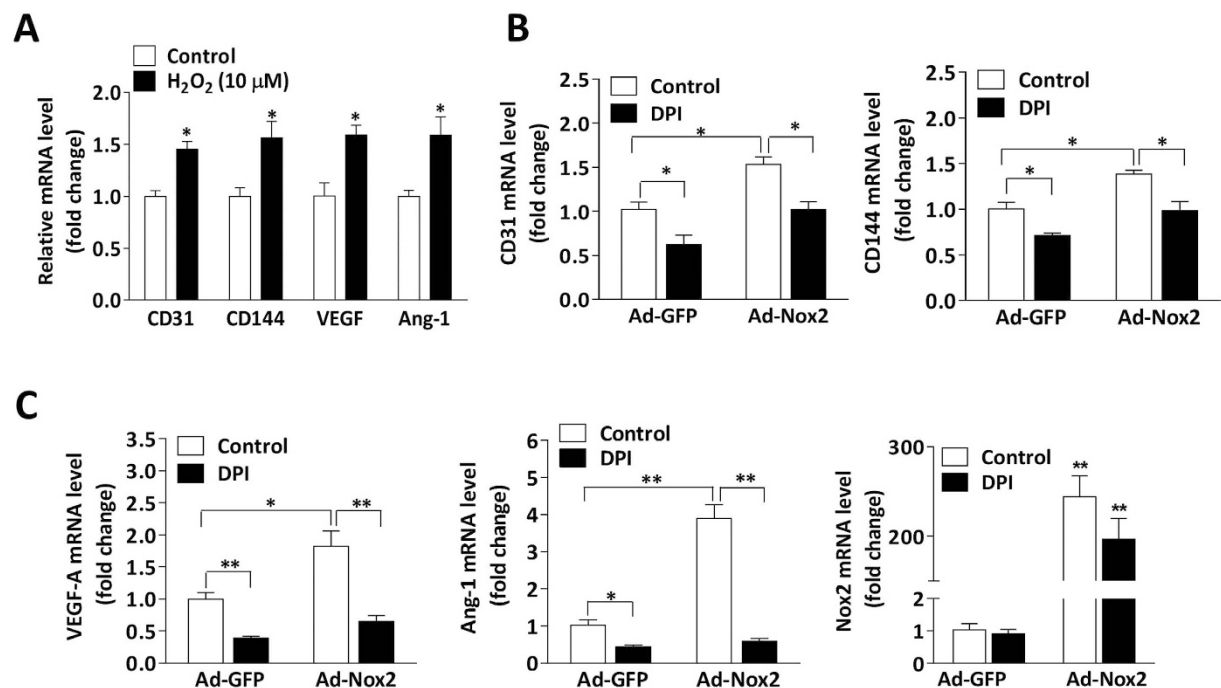 A
Control
H₂O₂ (10 μM)
Relative mRNA level
(fold change)
2.0
1.5
1.0
0.5
0.0
*
*
*
*
CD31
CD144
VEGF
Ang-1
B
Control
DPI
CD31 mRNA level
(fold change)
2.5
2.0
1.5
1.0
0.5
0.0
*
*
*
Ad-GFP
Ad-Nox2
Control
DPI
CD144 mRNA level
(fold change)
2.5
2.0
1.5
1.0
0.5
0.0
*
*
*
Ad-GFP
Ad-Nox2
C
Control
DPI
VEGF-A mRNA level
(fold change)
3.5
3.0
2.5
2.0
1.5
1.0
0.5
0.0
*
**
**
Ad-GFP
Ad-Nox2
Control
DPI
Ang-1 mRNA level
(fold change)
6
5
4
3
2
1
0
**
**
*
Ad-GFP
Ad-Nox2
Control
DPI
Nox2 mRNA level
(fold change)
300
200
2
1
0
**
**
Ad-GFP
Ad-Nox2